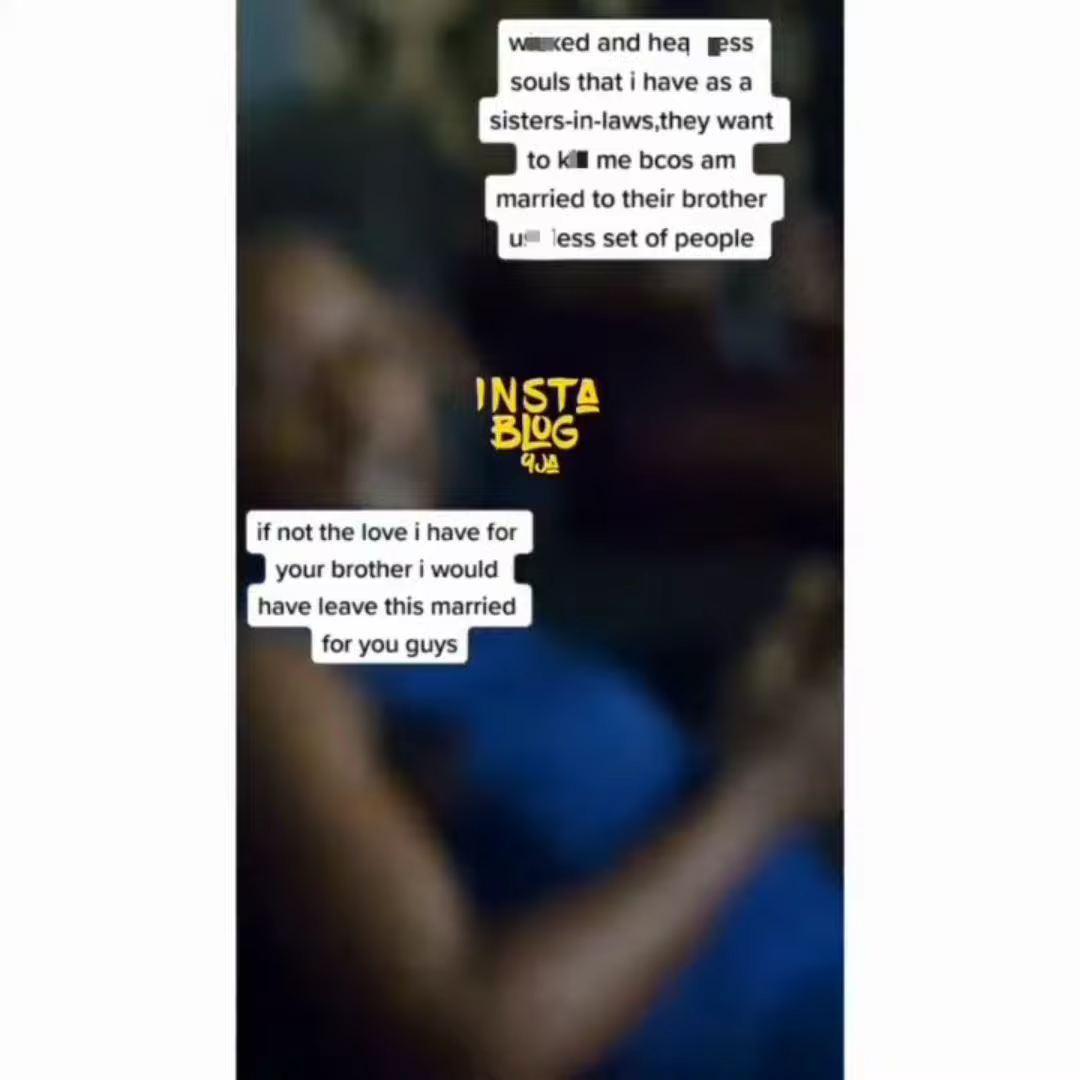 and
souls that i have as a
sisters-in-laws,they want
to me bcos am
married to their brother
set of people
INSTA
BLOG
9JA
if not the love i have for
your brother i would
have leave this married
for you guys